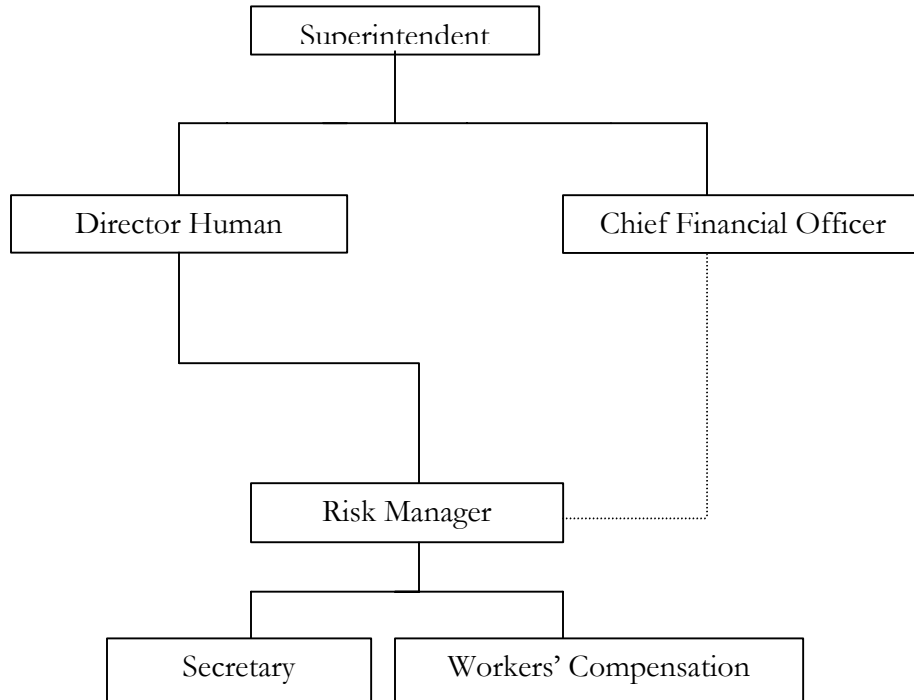 Superintendent
Director Human
Chief Financial Officer
Risk Manager
Secretary
Workers’ Compensation